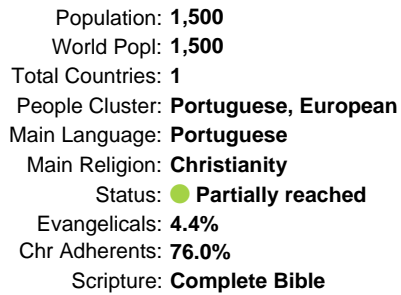 Population: 1,500
World Popl: 1,500
Total Countries: 1
People Cluster: Portuguese, European
Main Language: Portuguese
Main Religion: Christianity
Status: Partially reached
Evangelicals: 4.4%
Chr Adherents: 76.0%
Scripture: Complete Bible